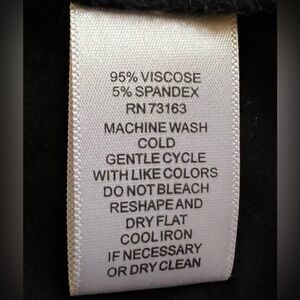 95% VISCOSE
5% SPANDEX
RN 73163
MACHINE WASH
COLD
GENTLE CYCLE
WITH LIKE COLORS
DO NOT BLEACH
RESHAPE AND
DRY FLAT
COOL IRON
IF NECESSARY
OR DRY CLEAN